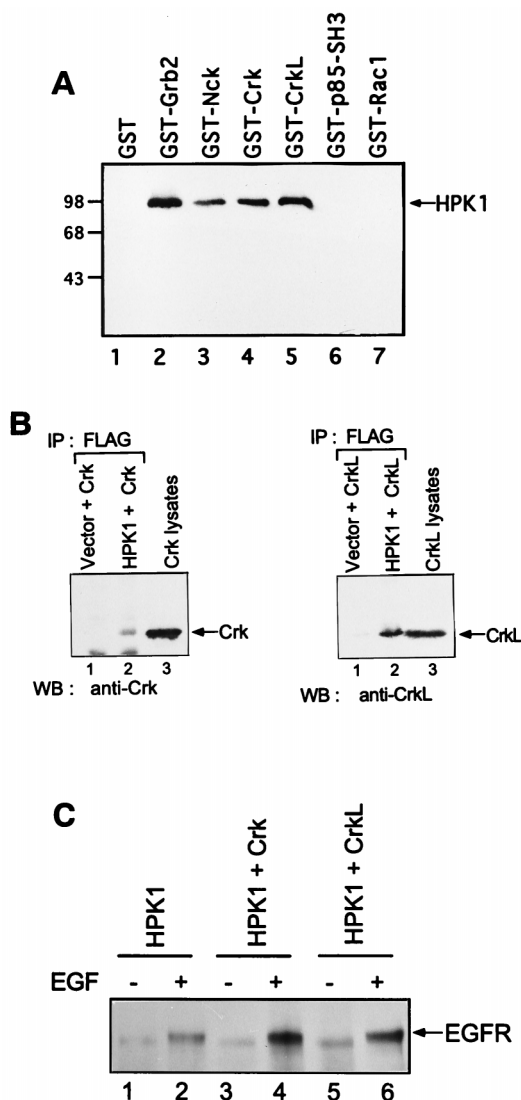 A
GST
GST-Grb2
GST-Nck
GST-Crk
GST-CrkL
GST-p85-SH3
GST-Rac1
98
68
43
HPK1
1 2 3 4 5 6 7
B
IP : FLAG
Vector + Crk
HPK1 + Crk
Crk lysates
Crk
1 2 3
WB : anti-Crk
IP : FLAG
Vector + CrkL
HPK1 + CrkL
CrkL lysates
CrkL
1 2 3
WB : anti-CrkL
C
HPK1
HPK1 + Crk
HPK1 + CrkL
EGF - + - + - +
EGFR
1 2 3 4 5 6